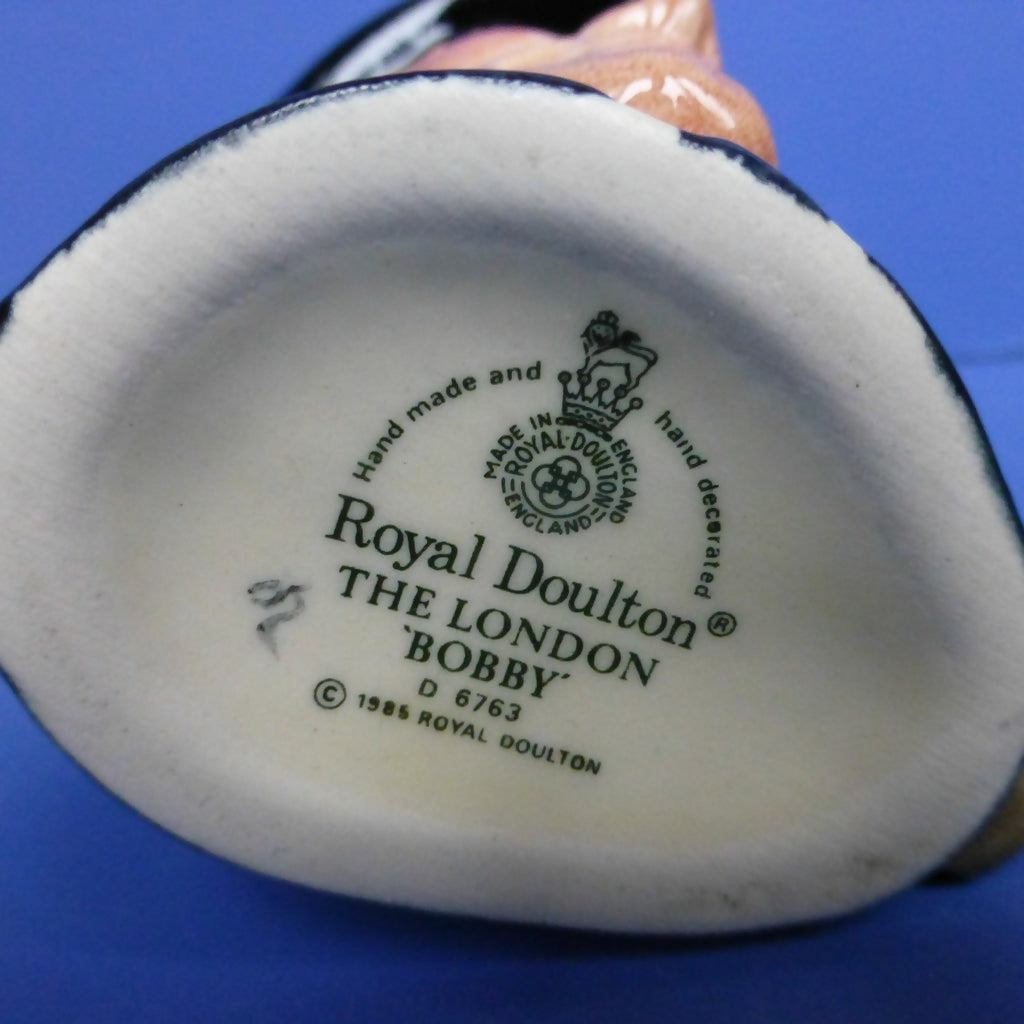 Hand made and hand decorated
MADE IN ENGLAND
ROYAL·DOULTON
ENGLAND
Royal Doulton®
THE LONDON
'BOBBY'
D 6763
© 1985 ROYAL DOULTON